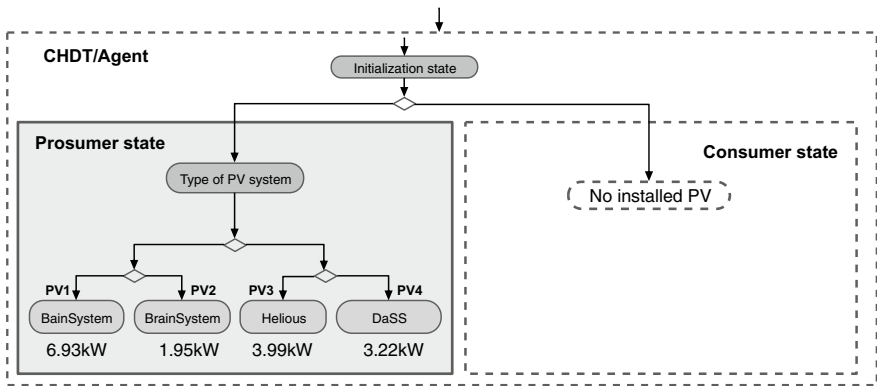 CHDT/Agent
Initialization state
Prosumer state
Consumer state
Type of PV system
No installed PV
PV1 PV2 PV3 PV4
BainSystem BrainSystem Helious DaSS
6.93kW 1.95kW 3.99kW 3.22kW